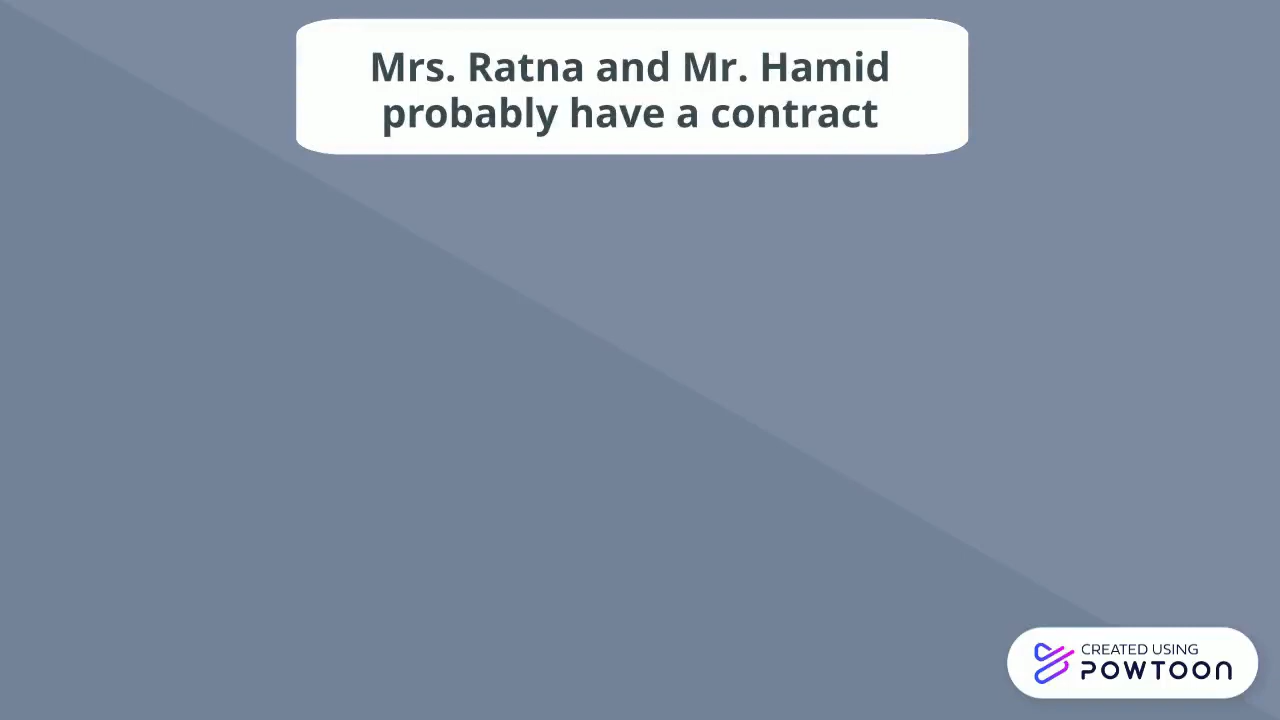 Mrs. Ratna and Mr. Hamid
probably have a contract
CREATED USING
POWTOON